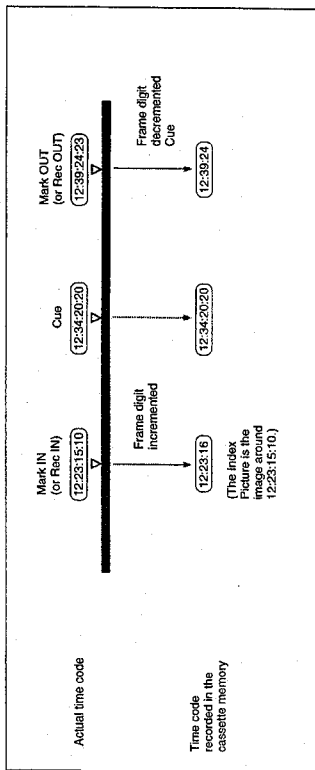 Actual time code
Mark IN
(or Rec IN)
12:23:15:10
Cue
12:34:20:20
Mark OUT
(or Rec OUT)
12:39:24:23
Frame digit
incremented
Frame digit
decremented
Cue
Time code
recorded in the
cassette memory
12:23:16
12:34:20:20
12:39:24
(The Index
Picture is the
image around
12:23:15:10.)